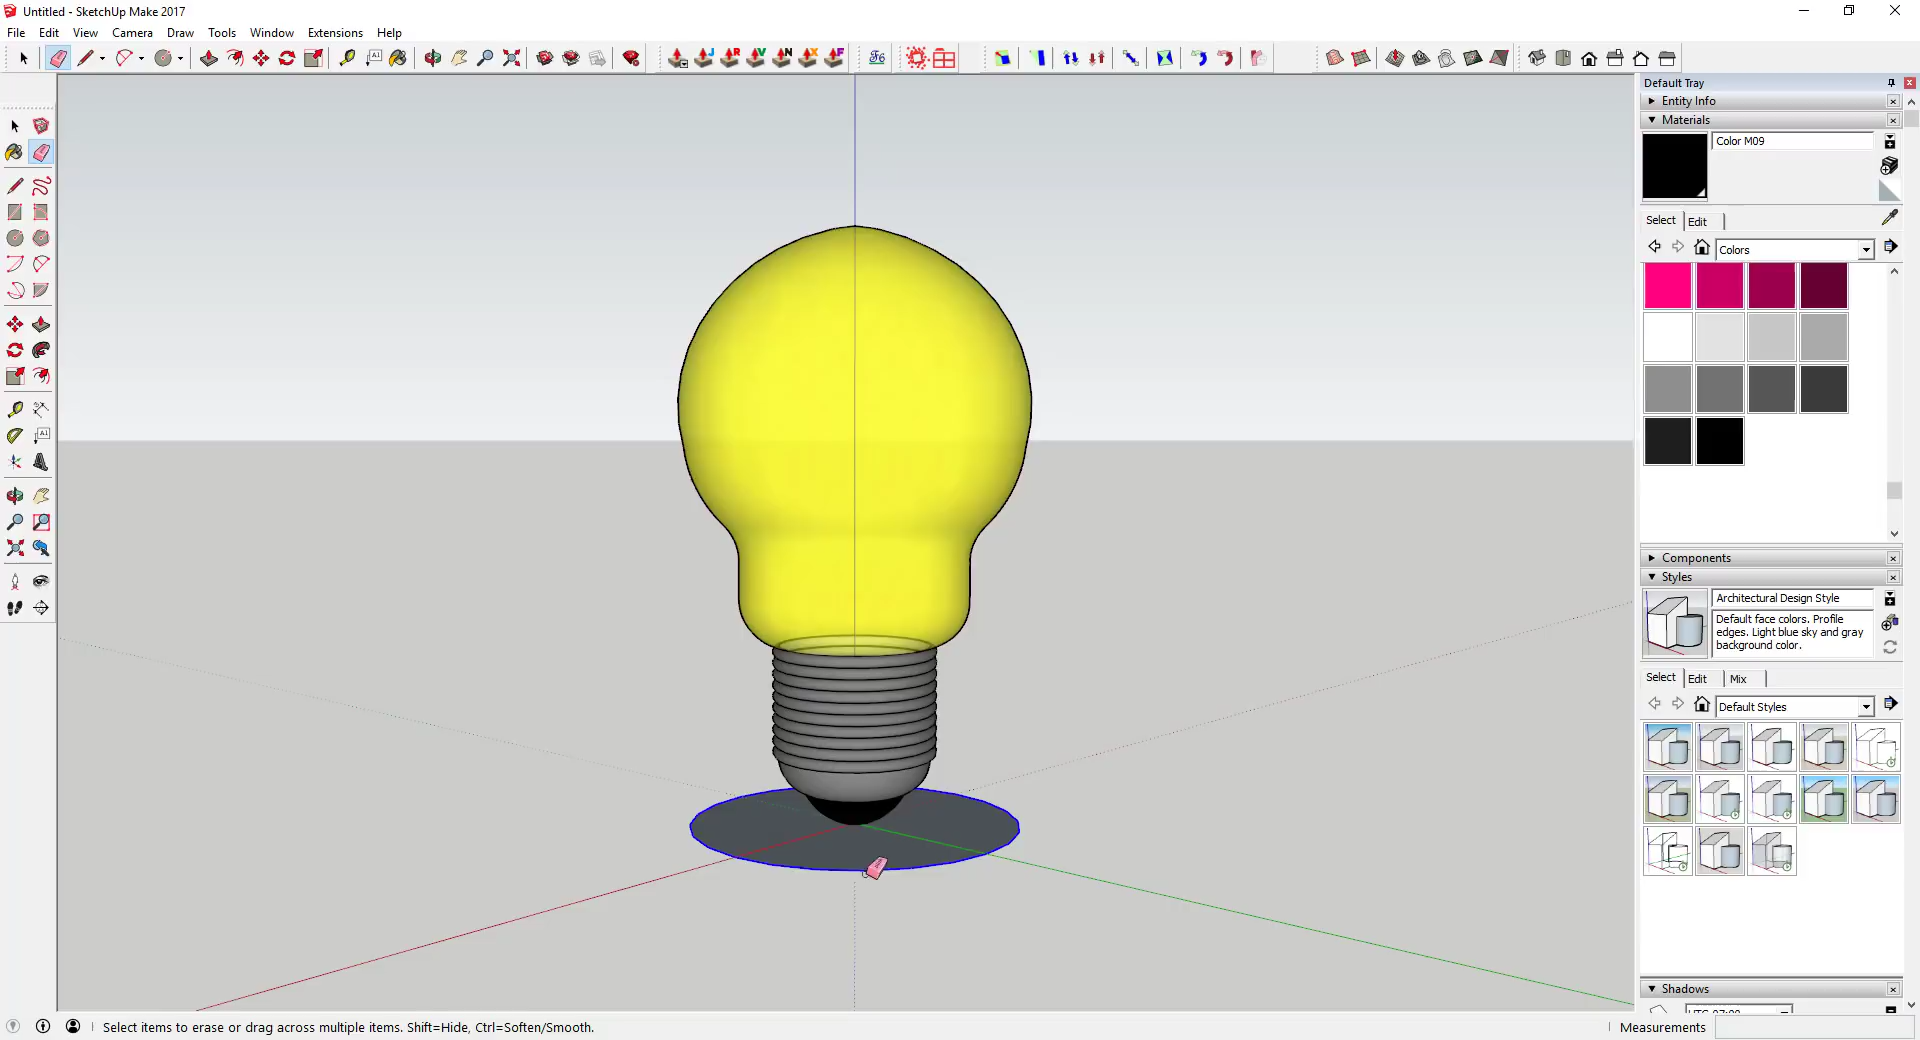 Untitled - SketchUp Make 2017
File Edit View Camera Draw Tools Window Extensions Help
Default Tray
Entity Info
Materials
Color M09
Select Edit
Colors
Components
Styles
Architectural Design Style
Default face colors. Profile
edges. Light blue sky and gray
background color.
Select Edit Mix
Default Styles
Shadows
Select items to erase or drag across multiple items. Shift=Hide, Ctrl=Soften/Smooth.
Measurements